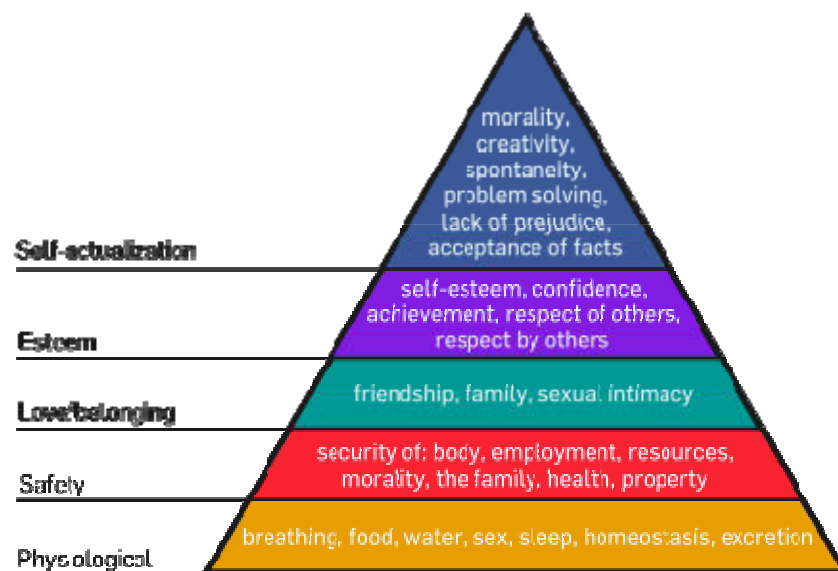 morality,
creativity,
spontaneity,
problem solving,
lack of prejudice,
acceptance of facts
Self-actualization
self-esteem, confidence,
achievement, respect of others,
respect by others
Esteem
friendship, family, sexual intimacy
Love/belonging
security of: body, employment, resources,
morality, the family, health, property
Safety
breathing, food, water, sex, sleep, homeostasis, excretion
Physiological